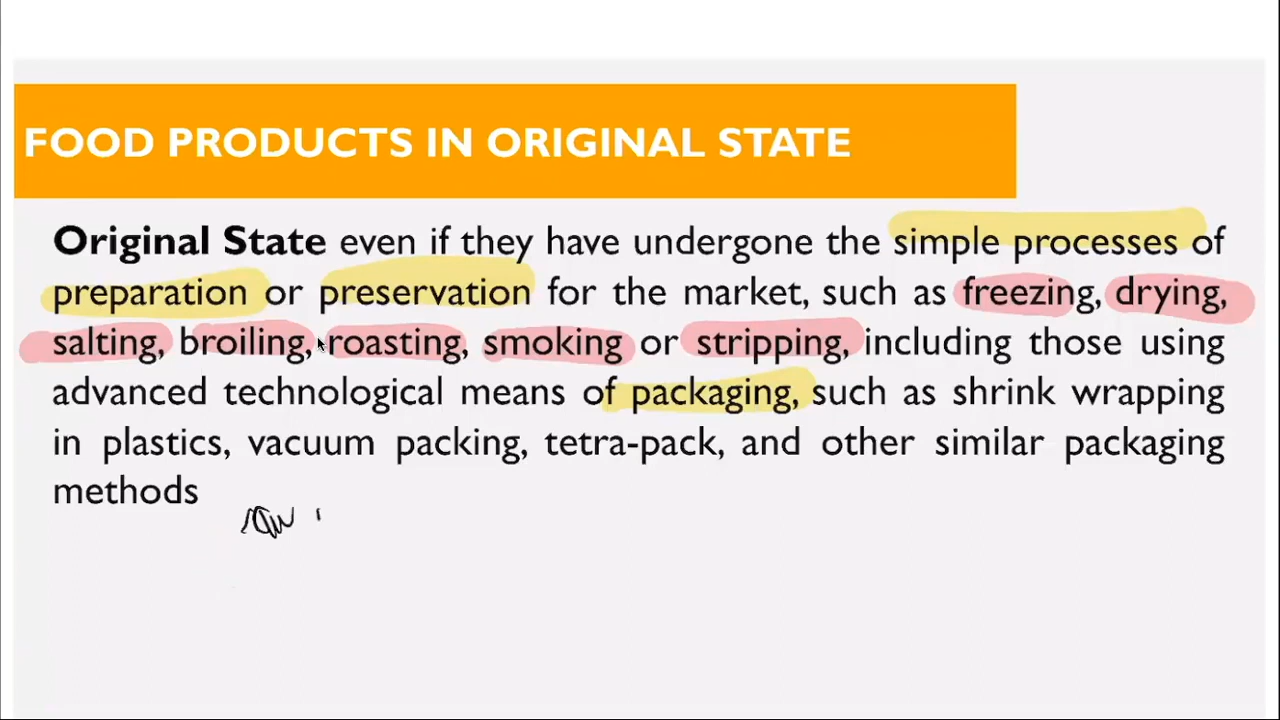 FOOD PRODUCTS IN ORIGINAL STATE
Original State even if they have undergone the simple processes of
preparation or preservation for the market, such as freezing, drying,
salting, broiling, roasting, smoking or stripping, including those using
advanced technological means of packaging, such as shrink wrapping
in plastics, vacuum packing, tetra-pack, and other similar packaging
methods